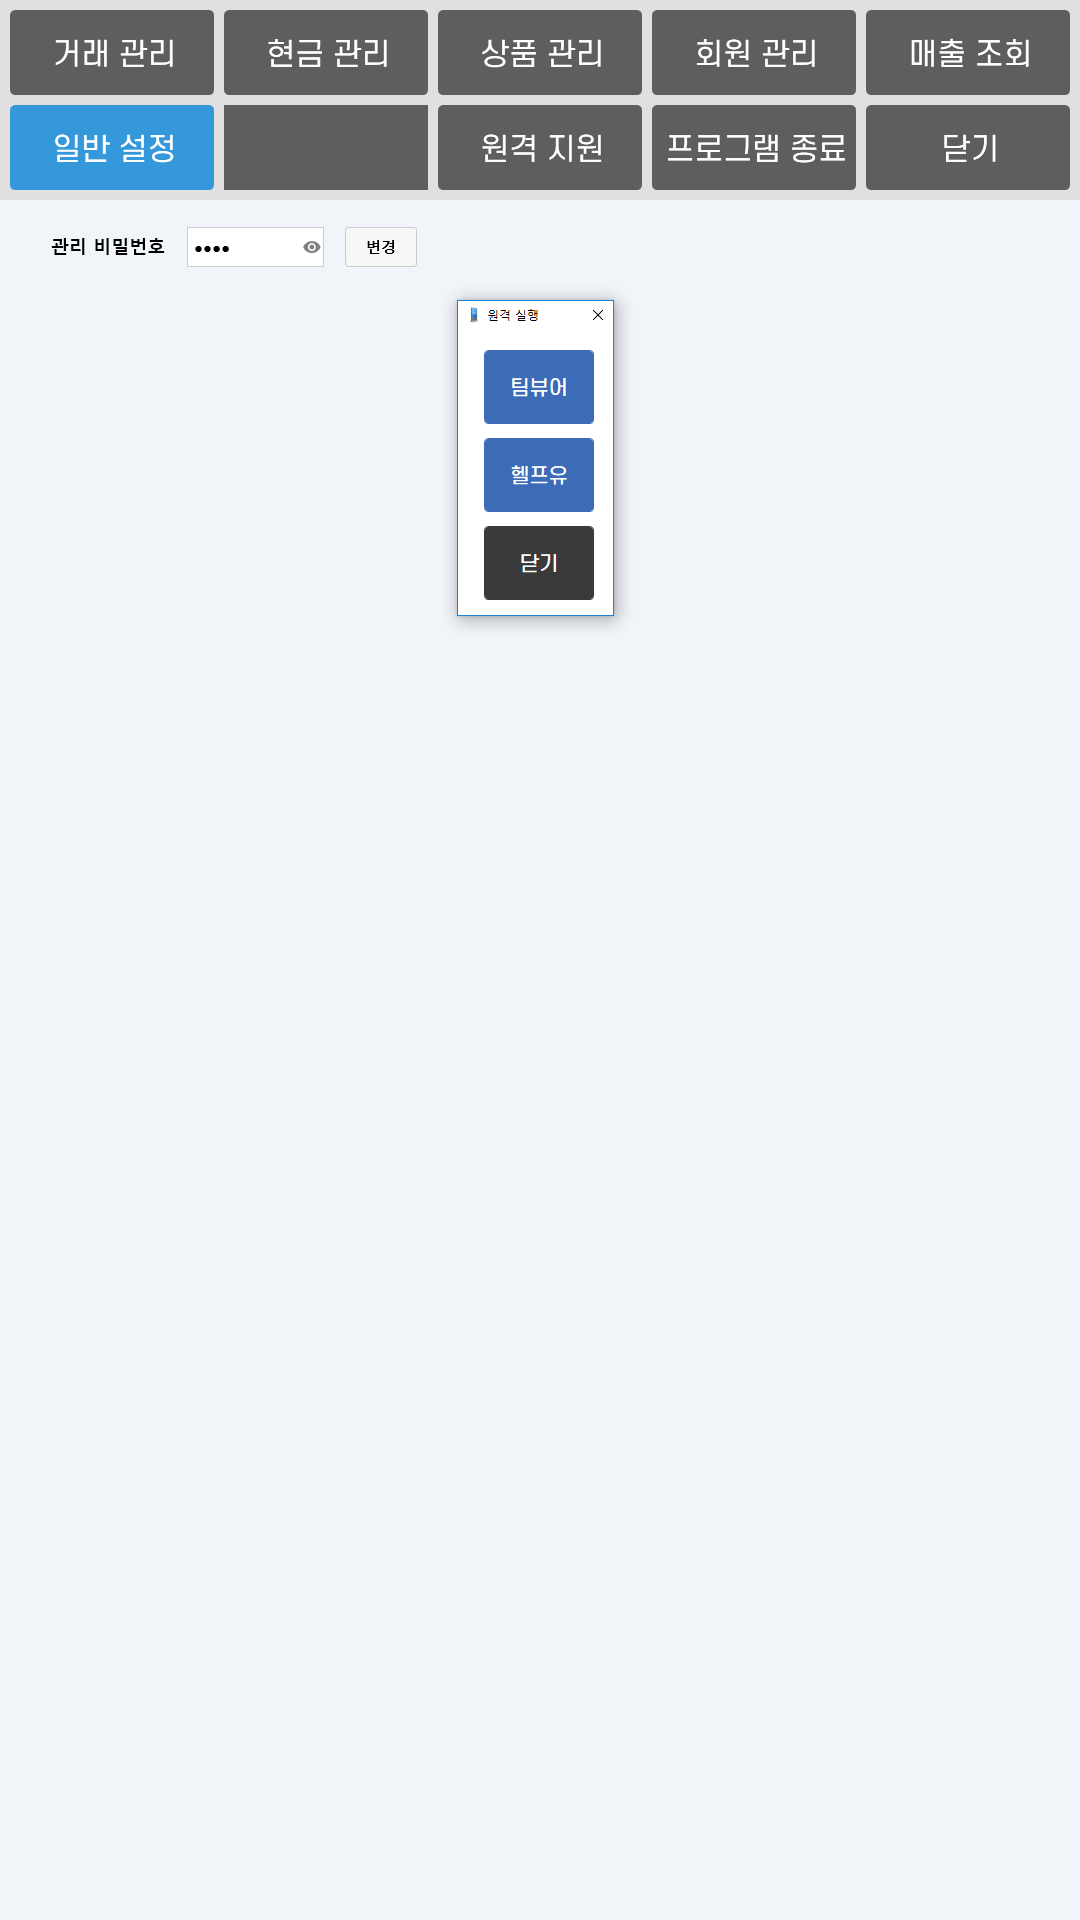 거래 관리 현금 관리 상품 관리 회원 관리 매출 조회
일반 설정 원격 지원 프로그램 종료 닫기
관리 비밀번호 •••• 변경
원격 실행
팀뷰어
헬프유
닫기